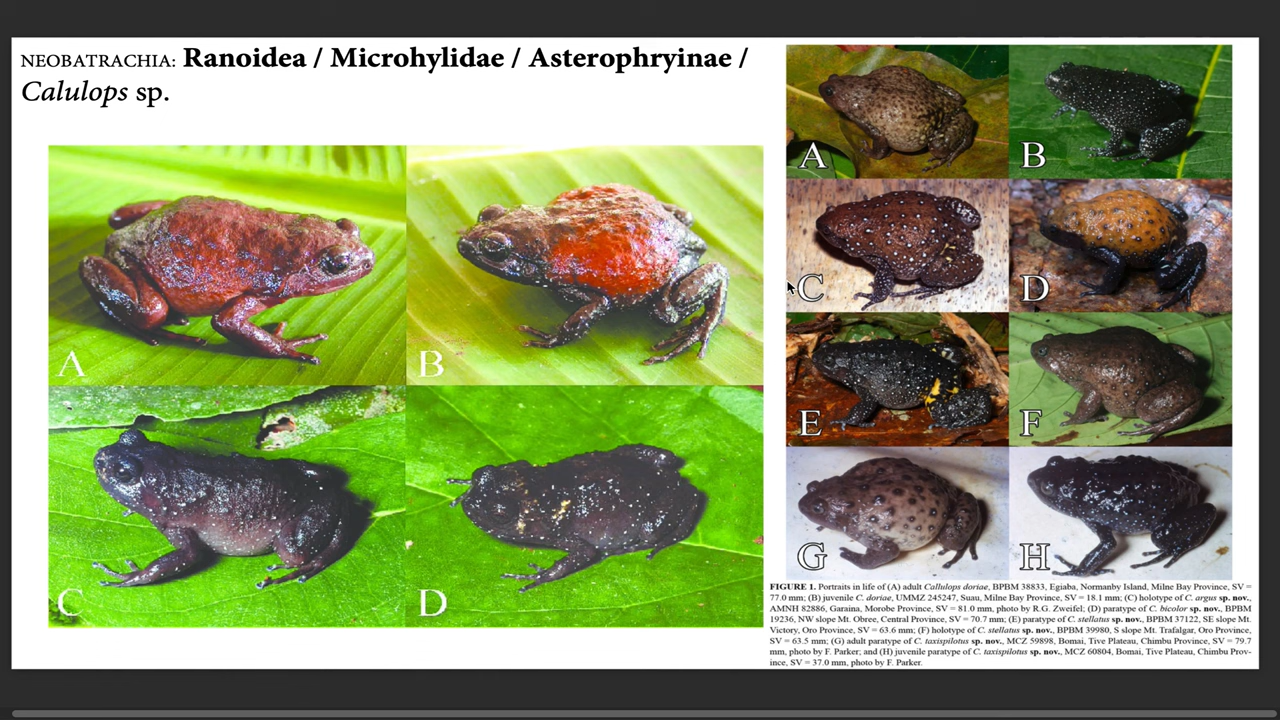 NEOBATRACHIA: Ranoidea / Microhylidae / Asterophryinae /
Calulops sp.
A
B
C
D
A
B
C
D
E
F
G
H
FIGURE 1. Portraits in life of (A) adult Callulops doriae, BPBM 38833, Egiaba, Normanby Island, Milne Bay Province, SV =
77.0 mm; (B) juvenile C. doriae, UMMZ 245247, Suau, Milne Bay Province, SV = 18.1 mm; (C) holotype of C. argus sp. nov.,
AMNH 82886, Garaina, Morobe Province, SV = 81.0 mm, photo by R.G. Zweifel; (D) paratype of C. bicolor sp. nov., BPBM
19236, NW slope Mt. Obree, Central Province, SV = 70.7 mm; (E) paratype of C. stellatus sp. nov., BPBM 37122, SE slope Mt.
Victory, Oro Province, SV = 63.6 mm; (F) holotype of C. stellatus sp. nov., BPBM 39980, S slope Mt. Trafalgar, Oro Province,
SV = 63.5 mm; (G) adult paratype of C. taxispilotus sp. nov., MCZ 59898, Bomai, Tive Plateau, Chimbu Province, SV = 79.7
mm, photo by F. Parker; and (H) juvenile paratype of C. taxispilotus sp. nov., MCZ 60804, Bomai, Tive Plateau, Chimbu Prov-
ince, SV = 37.0 mm, photo by F. Parker.